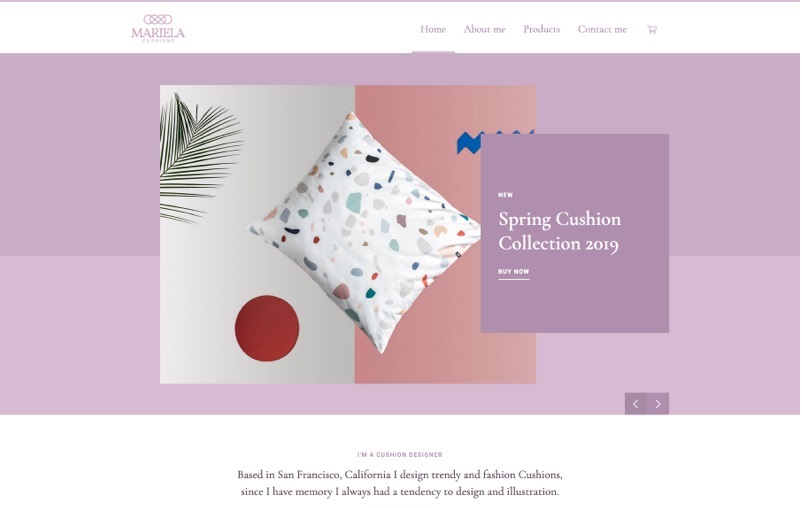 MARIELA
CUSHIONS
Home About me Products Contact me
NEW
Spring Cushion
Collection 2019
BUY NOW
I'M A CUSHION DESIGNER
Based in San Francisco, California I design trendy and fashion Cushions,
since I have memory I always had a tendency to design and illustration.